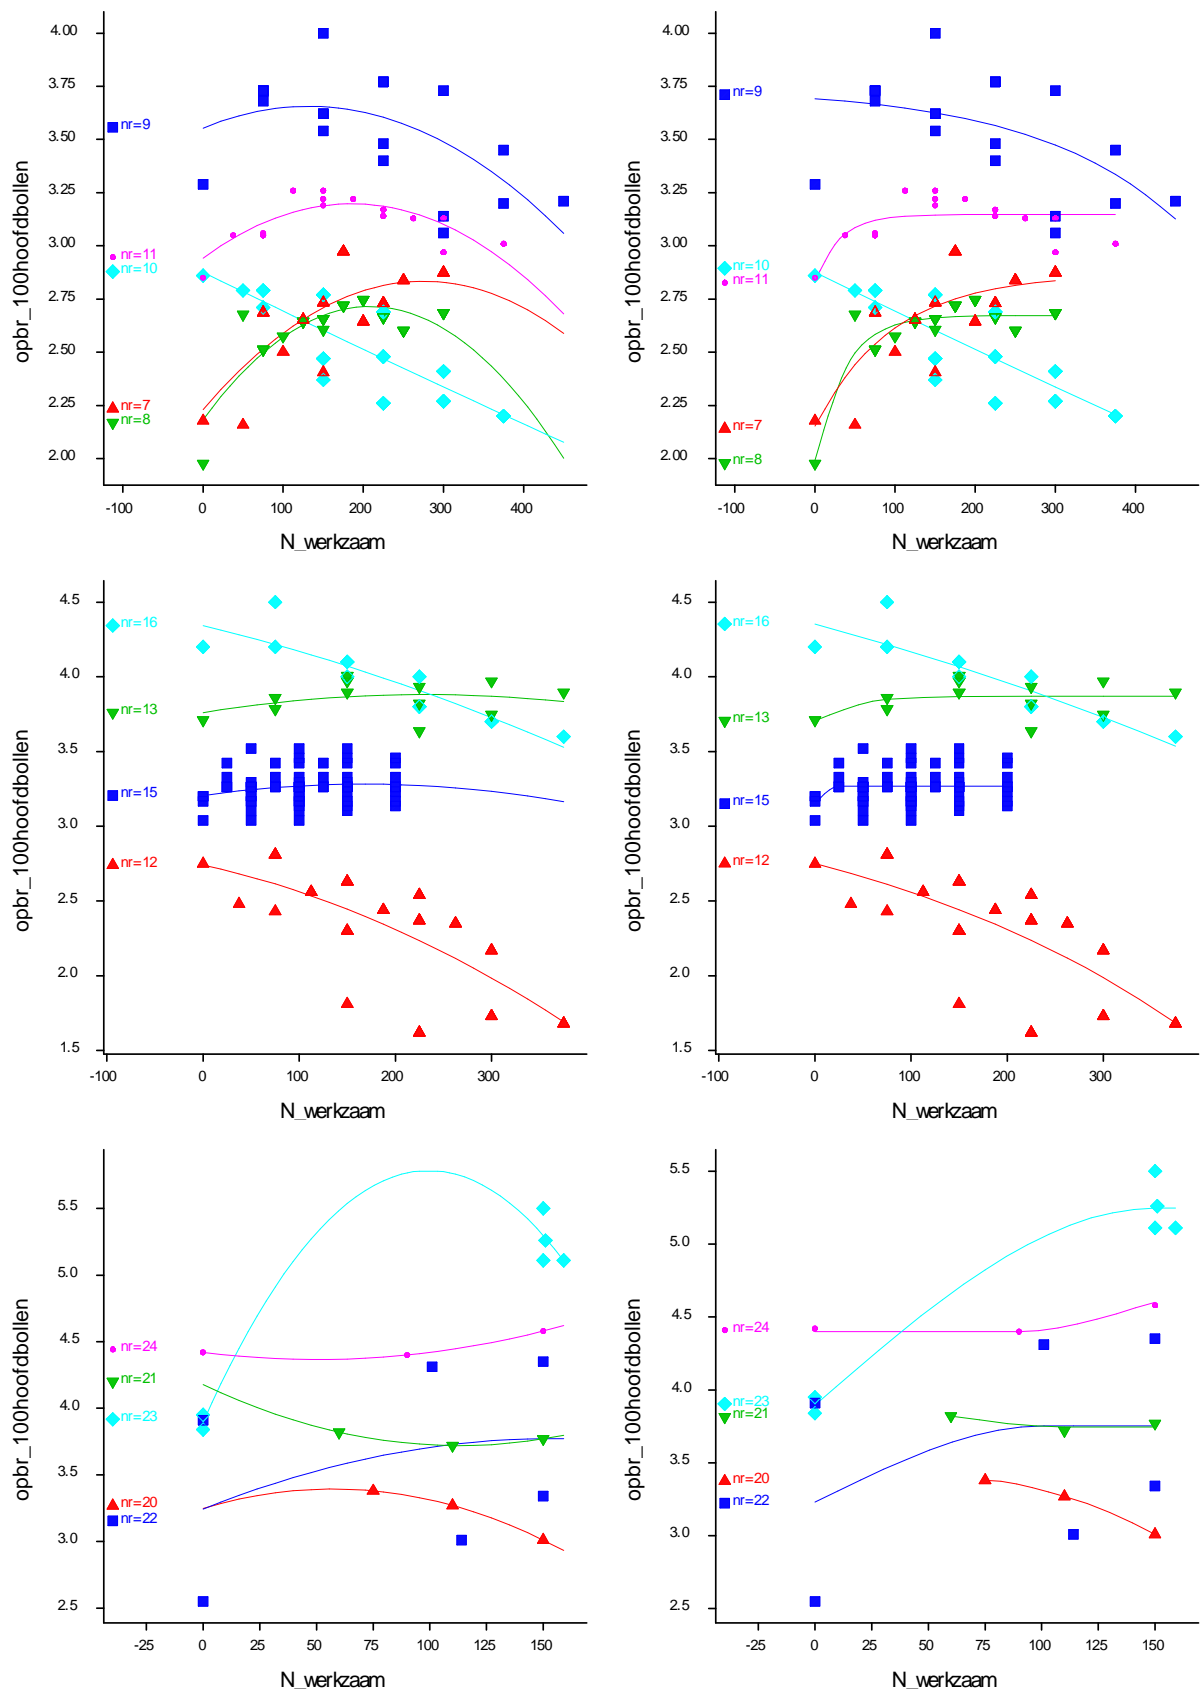 4.00
3.75
3.50
3.25
3.00
2.75
2.50
2.25
2.00
nr=9
nr=11
nr=10
nr=7
nr=8
opbr_100hoofdbollen
-100 0 100 200 300 400
N_werkzaam
4.00
3.75
3.50
3.25
3.00
2.75
2.50
2.25
2.00
nr=9
nr=10
nr=11
nr=7
nr=8
opbr_100hoofdbollen
-100 0 100 200 300 400
N_werkzaam
4.5
4.0
3.5
3.0
2.5
2.0
1.5
nr=16
nr=13
nr=15
nr=12
opbr_100hoofdbollen
-100 0 100 200 300
N_werkzaam
4.5
4.0
3.5
3.0
2.5
2.0
1.5
nr=16
nr=13
nr=15
nr=12
opbr_100hoofdbollen
-100 0 100 200 300
N_werkzaam
5.5
5.0
4.5
4.0
3.5
3.0
2.5
nr=24
nr=21
nr=23
nr=20
nr=22
opbr_100hoofdbollen
-25 0 25 50 75 100 125 150
N_werkzaam
5.5
5.0
4.5
4.0
3.5
3.0
2.5
nr=24
nr=23
nr=21
nr=20
nr=22
opbr_100hoofdbollen
-25 0 25 50 75 100 125 150
N_werkzaam